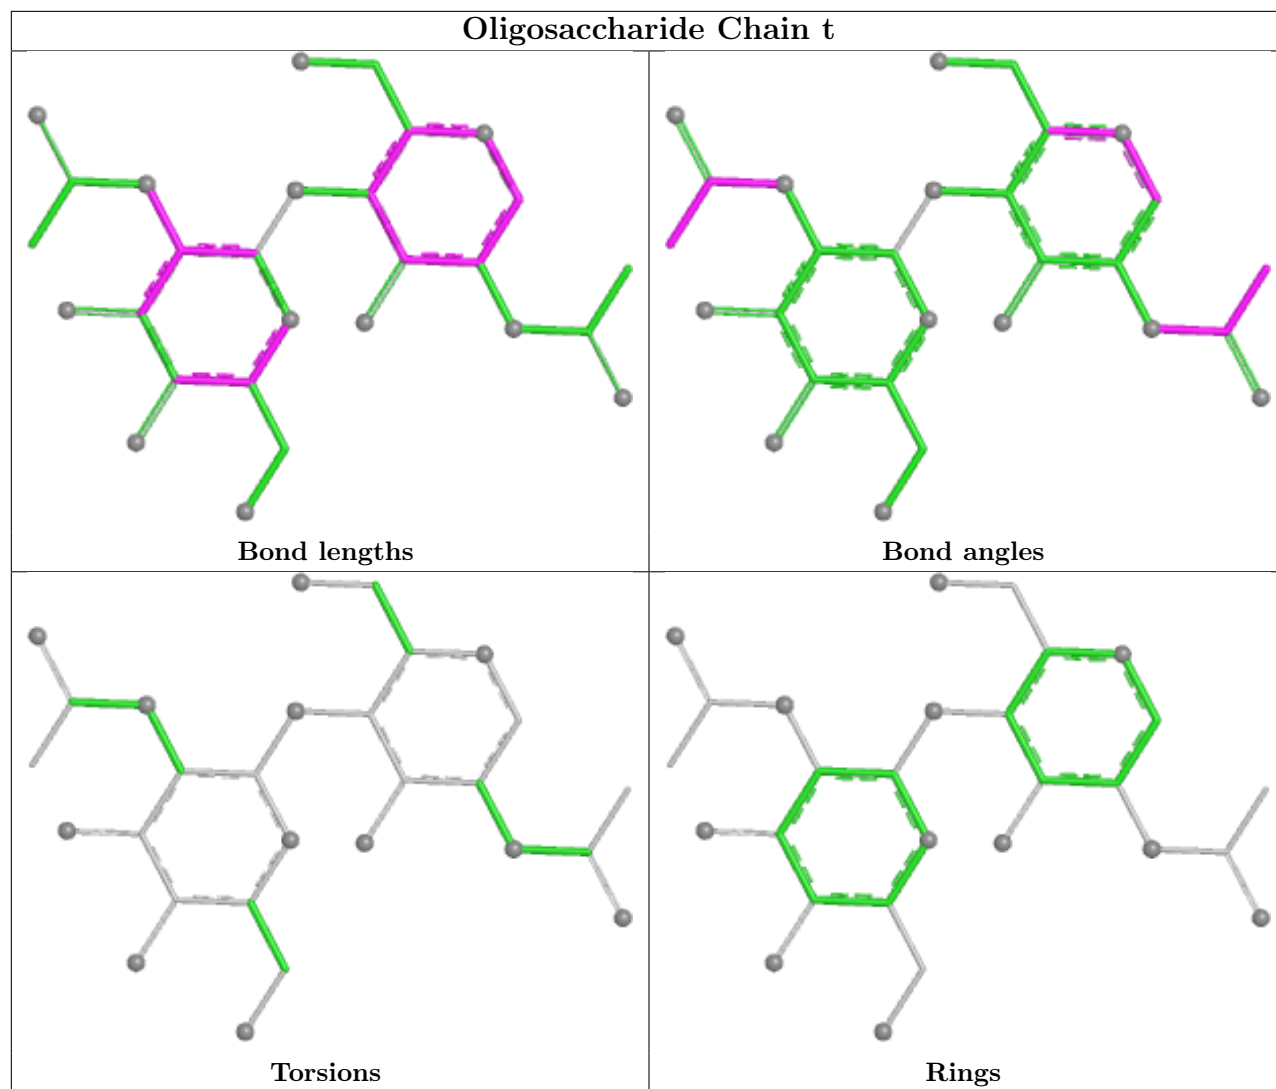 Oligosaccharide Chain t
Bond lengths
Bond angles
Torsions
Rings